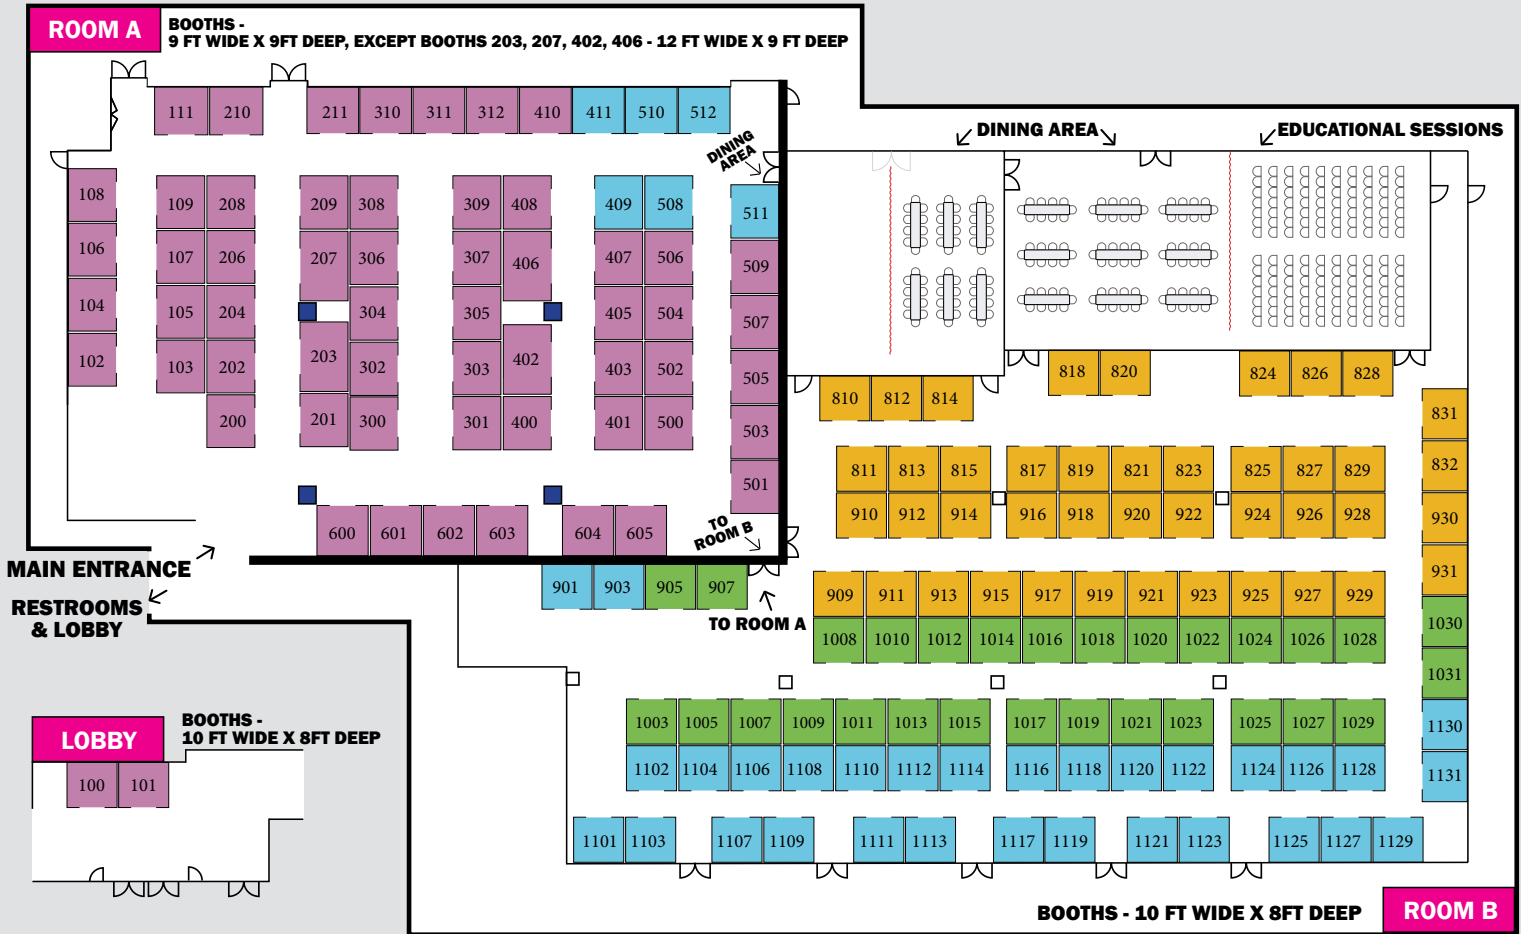 ROOM A
BOOTHS -
9 FT WIDE X 9FT DEEP, EXCEPT BOOTHS 203, 207, 402, 406 - 12 FT WIDE X 9 FT DEEP
111 210 211 310 311 312 410 411 510 512
DINING
AREA
108 109 208 209 308 309 408 409 508 511
106 107 206 207 306 307 406 407 506 509
104 105 204 304 305 405 504 507
102 103 202 203 302 303 402 403 502 505
200 201 300 301 400 401 500 503
501
600 601 602 603 604 605
TO
ROOM B
MAIN ENTRANCE
RESTROOMS
& LOBBY
DINING AREA
EDUCATIONAL SESSIONS
818 820 824 826 828
810 812 814
831
811 813 815 817 819 821 823 825 827 829 832
910 912 914 916 918 920 922 924 926 928 930
931
901 903 905 907
TO ROOM A
909 911 913 915 917 919 921 923 925 927 929
1008 1010 1012 1014 1016 1018 1020 1022 1024 1026 1028 1030
1031
1003 1005 1007 1009 1011 1013 1015 1017 1019 1021 1023 1025 1027 1029 1130
1102 1104 1106 1108 1110 1112 1114 1116 1118 1120 1122 1124 1126 1128 1131
1101 1103 1107 1109 1111 1113 1117 1119 1121 1123 1125 1127 1129
LOBBY
BOOTHS -
10 FT WIDE X 8FT DEEP
100 101
BOOTHS - 10 FT WIDE X 8FT DEEP
ROOM B